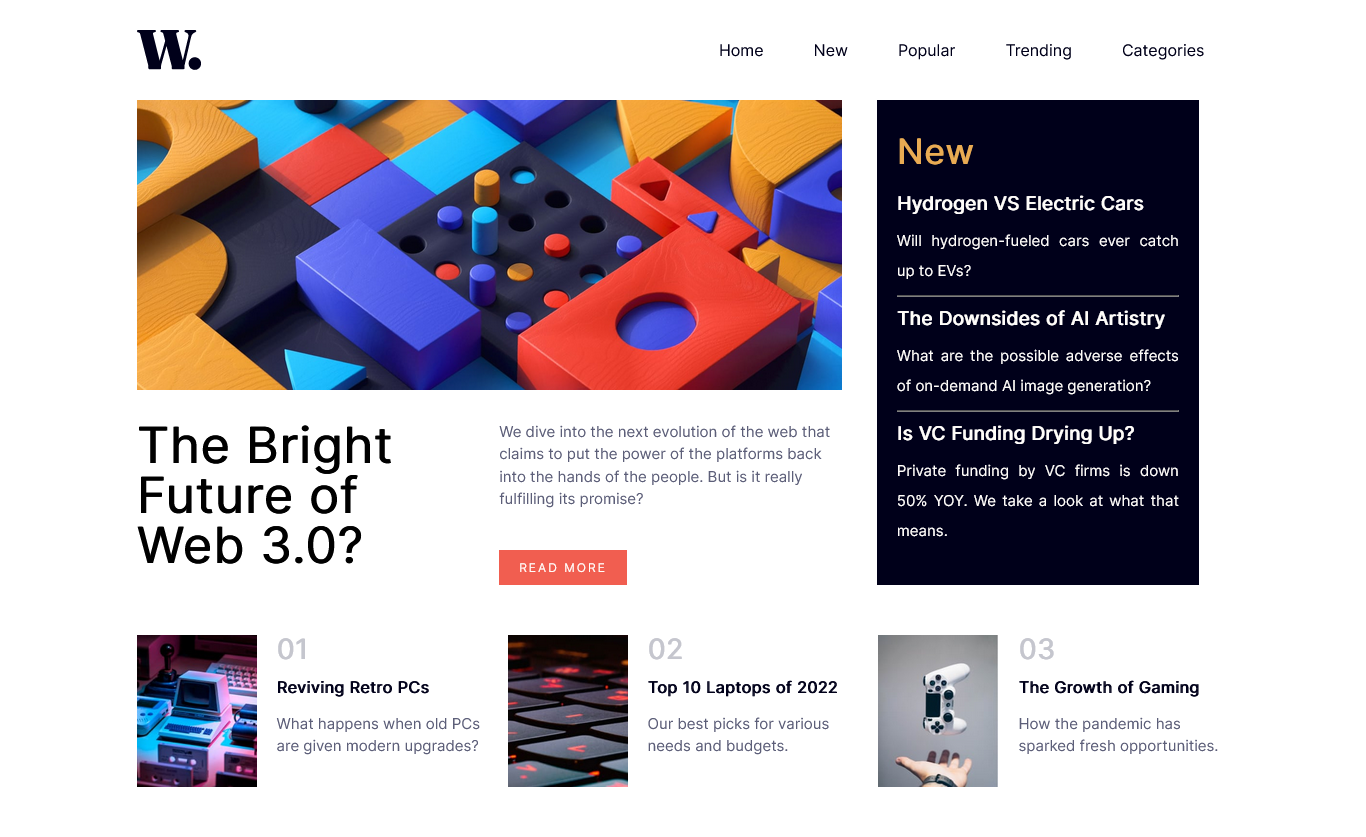 W.
Home New Popular Trending Categories
New
Hydrogen VS Electric Cars
Will hydrogen-fueled cars ever catch
up to EVs?
The Downsides of AI Artistry
What are the possible adverse effects
of on-demand AI image generation?
Is VC Funding Drying Up?
Private funding by VC firms is down
50% YOY. We take a look at what that
means.
The Bright
Future of
Web 3.0?
We dive into the next evolution of the web that
claims to put the power of the platforms back
into the hands of the people. But is it really
fulfilling its promise?
READ MORE
01
Reviving Retro PCs
What happens when old PCs
are given modern upgrades?
02
Top 10 Laptops of 2022
Our best picks for various
needs and budgets.
03
The Growth of Gaming
How the pandemic has
sparked fresh opportunities.